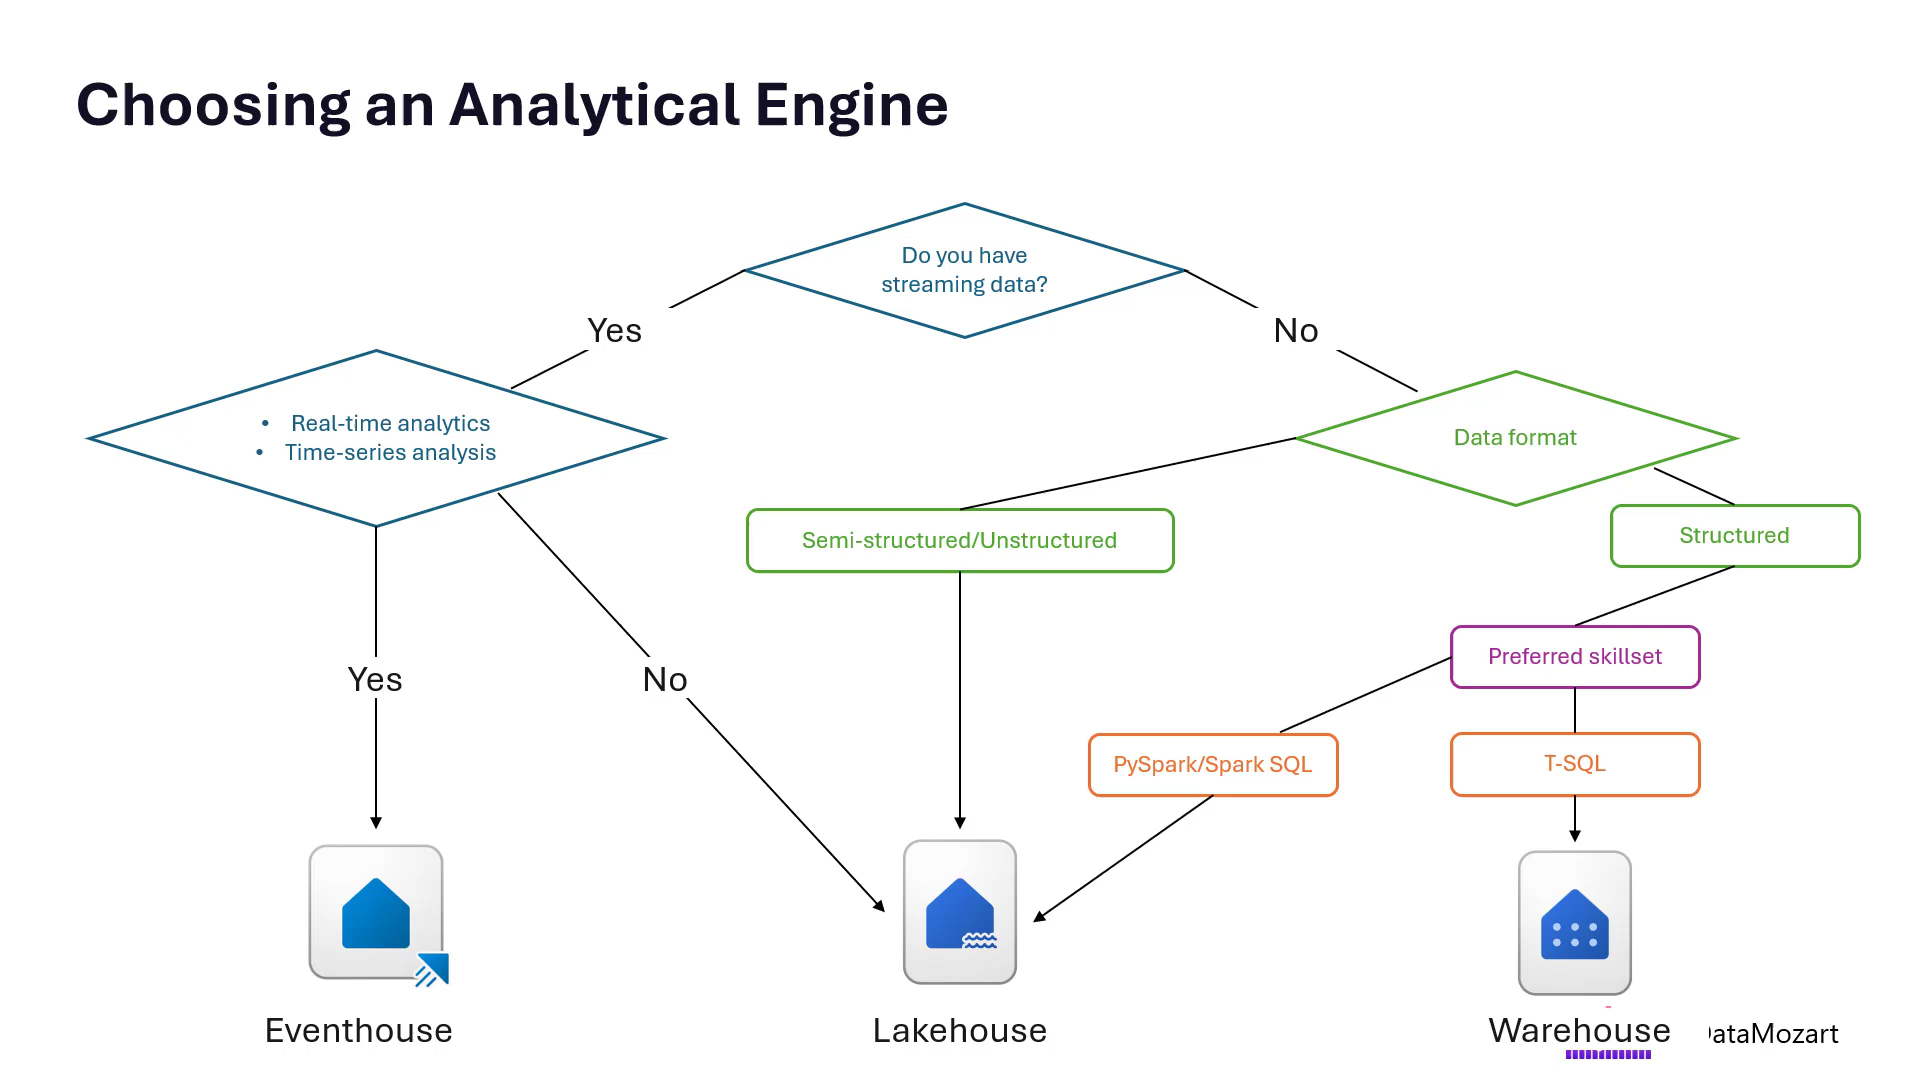 Choosing an Analytical Engine
Do you have
streaming data?
Yes
No
• Real-time analytics
• Time-series analysis
Data format
Semi-structured/Unstructured
Structured
Preferred skillset
Yes
No
PySpark/Spark SQL
T-SQL
Eventhouse
Lakehouse
Warehouse
ataMozart